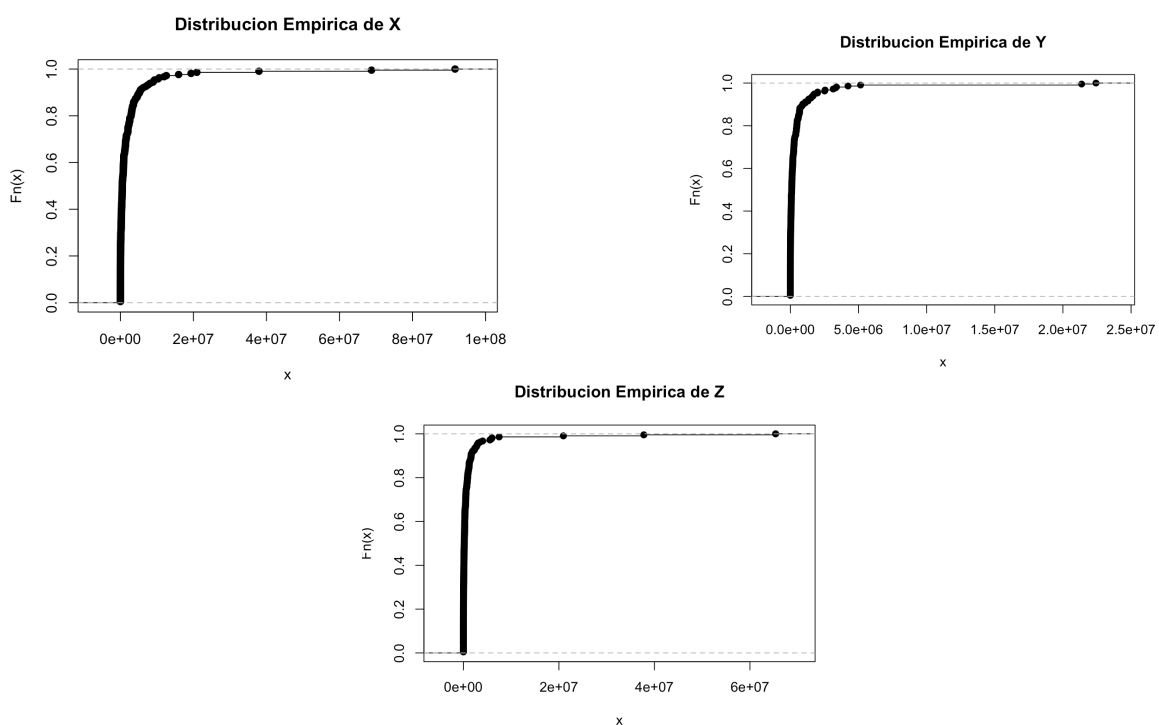 Distribucion Empirica de X
Fn(x)
1.0
0.8
0.6
0.4
0.2
0.0
0e+00 2e+07 4e+07 6e+07 8e+07 1e+08
x
Distribucion Empirica de Y
Fn(x)
1.0
0.8
0.6
0.4
0.2
0.0
0.0e+00 5.0e+06 1.0e+07 1.5e+07 2.0e+07 2.5e+07
x
Distribucion Empirica de Z
Fn(x)
1.0
0.8
0.6
0.4
0.2
0.0
0e+00 2e+07 4e+07 6e+07
x